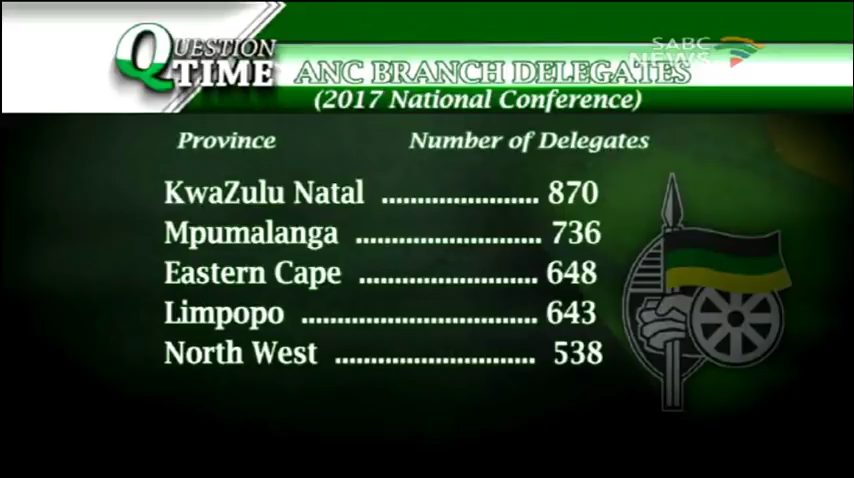 QUESTION TIME
SABC NEWS
ANC BRANCH DELEGATES
(2017 National Conference)
Province Number of Delegates
KwaZulu Natal ...................... 870
Mpumalanga .......................... 736
Eastern Cape ......................... 648
Limpopo ................................. 643
North West ............................ 538